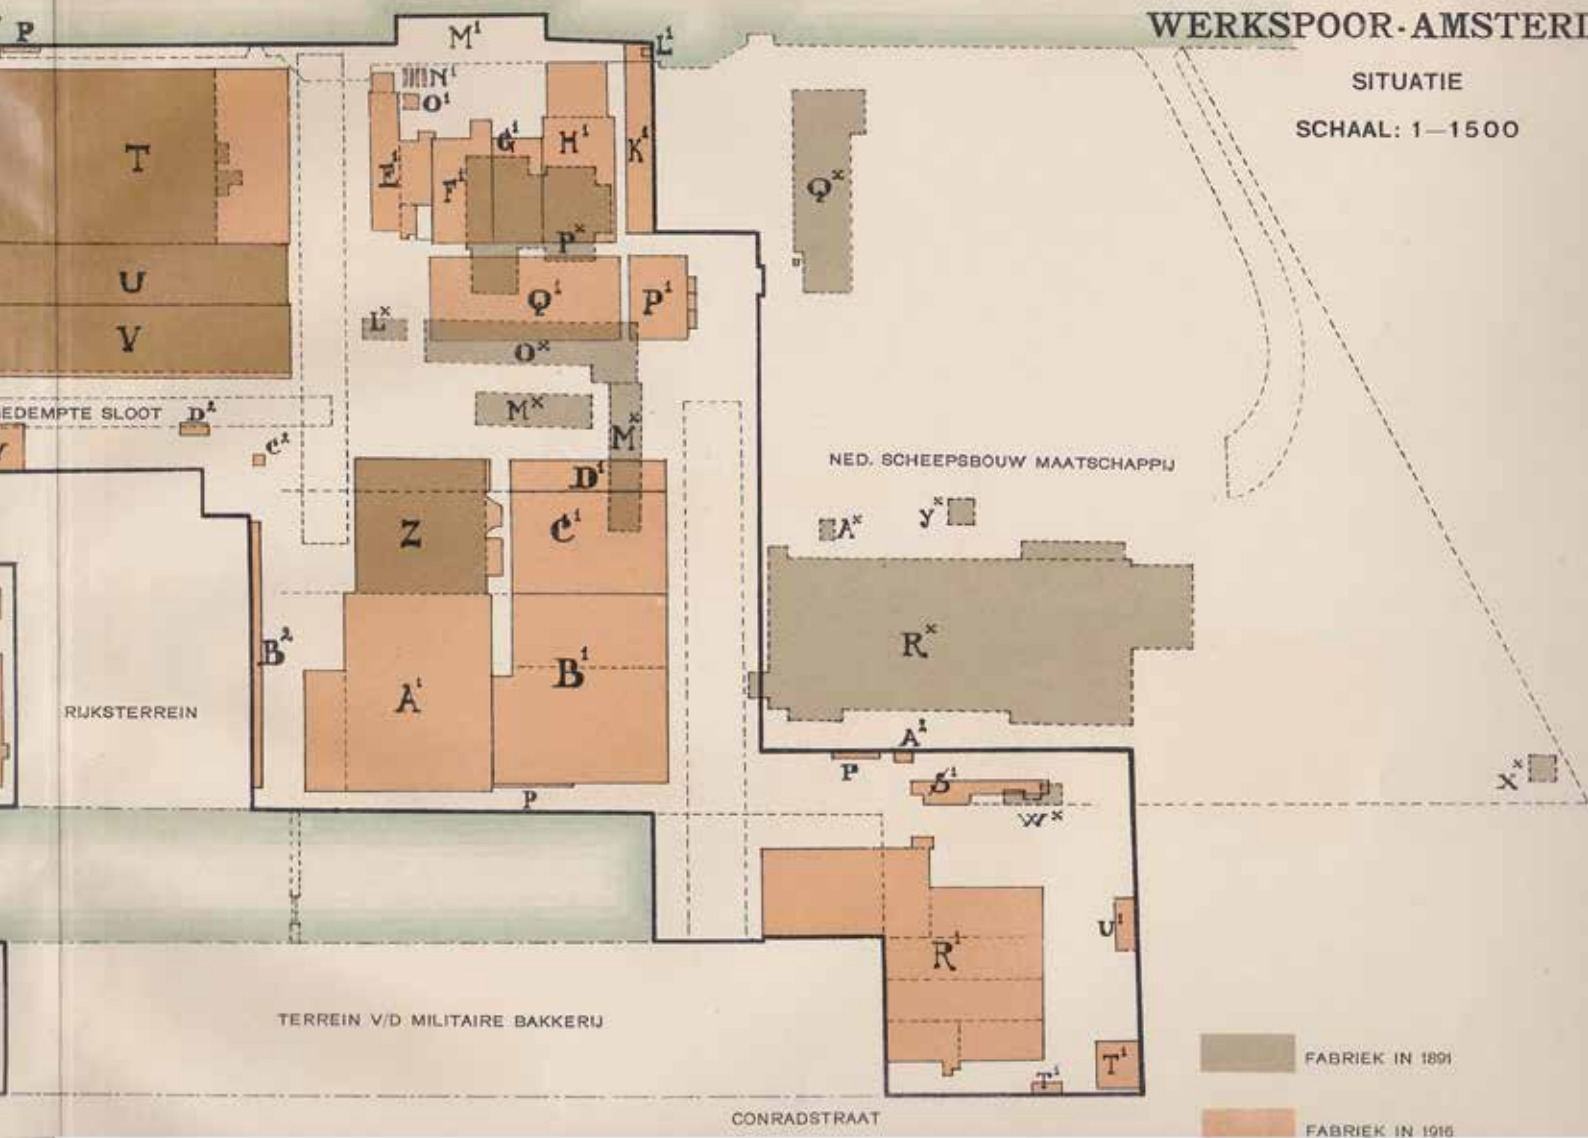 P
WERKSPOOR-AMSTERD
SITUATIE
SCHAAL: 1—1500
M¹
L¹
N¹
O¹
T
E¹
F¹
G¹
H¹
K¹
Q×
P×
U
Q¹
P¹
L×
V
O×
EDEMPTE SLOOT
D²
M×
M×
C²
NED. SCHEEPSBOUW MAATSCHAPPIJ
D¹
Z
C¹
A×
y×
B²
B¹
R×
A¹
RIJKSTERREIN
A²
P
P
S¹
W×
X×
R¹
U¹
TERREIN V/D MILITAIRE BAKKERIJ
T¹
T¹
FABRIEK IN 1891
CONRADSTRAAT
FABRIEK IN 1916